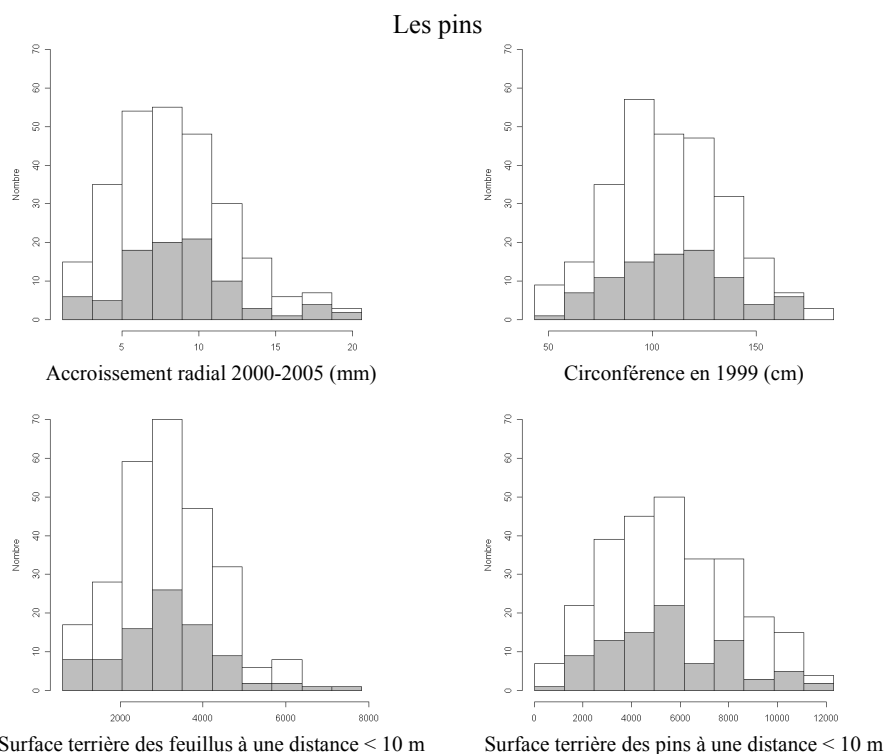 Les pins
70
60
50
40
30
20
10
0
Nombre
5 10 15 20
Accroissement radial 2000-2005 (mm)
70
60
50
40
30
20
10
0
Nombre
50 100 150
Circonférence en 1999 (cm)
70
60
50
40
30
20
10
0
Nombre
2000 4000 6000 8000
Surface terrière des feuillus à une distance < 10 m
70
60
50
40
30
20
10
0
Nombre
0 2000 4000 6000 8000 10000 12000
Surface terrière des pins à une distance < 10 m